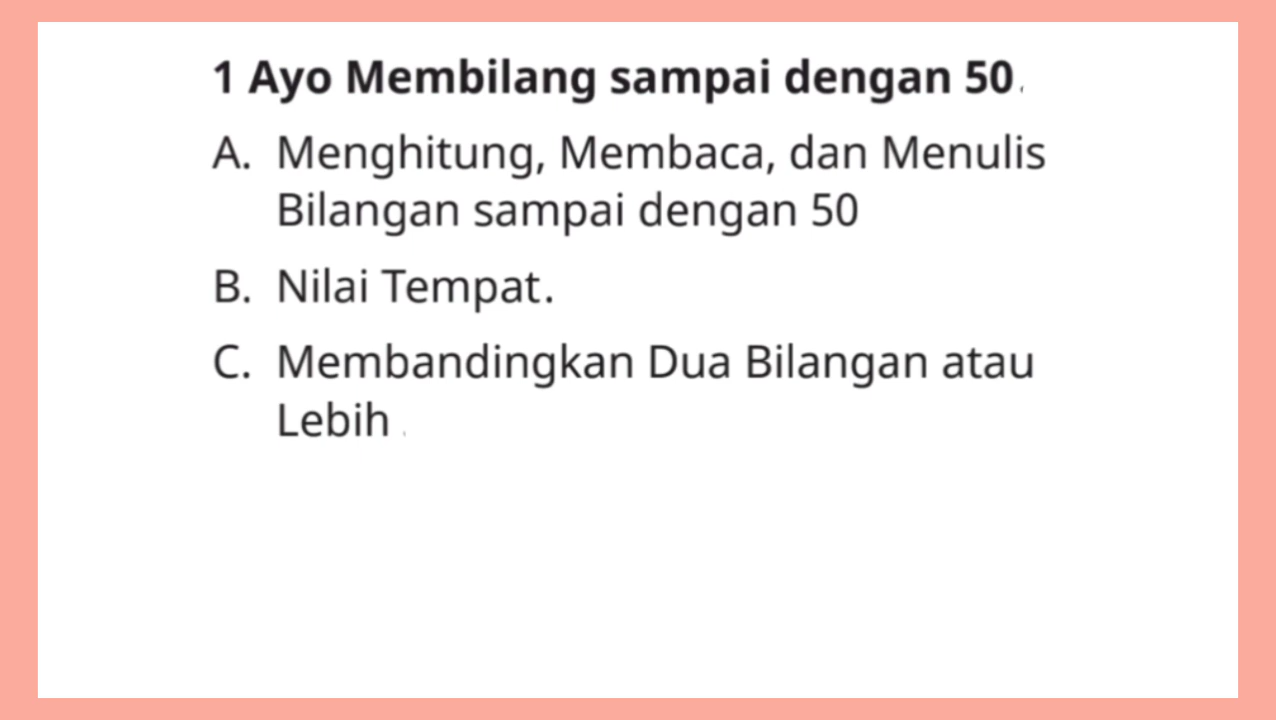 1 Ayo Membilang sampai dengan 50.
A. Menghitung, Membaca, dan Menulis
Bilangan sampai dengan 50
B. Nilai Tempat.
C. Membandingkan Dua Bilangan atau
Lebih